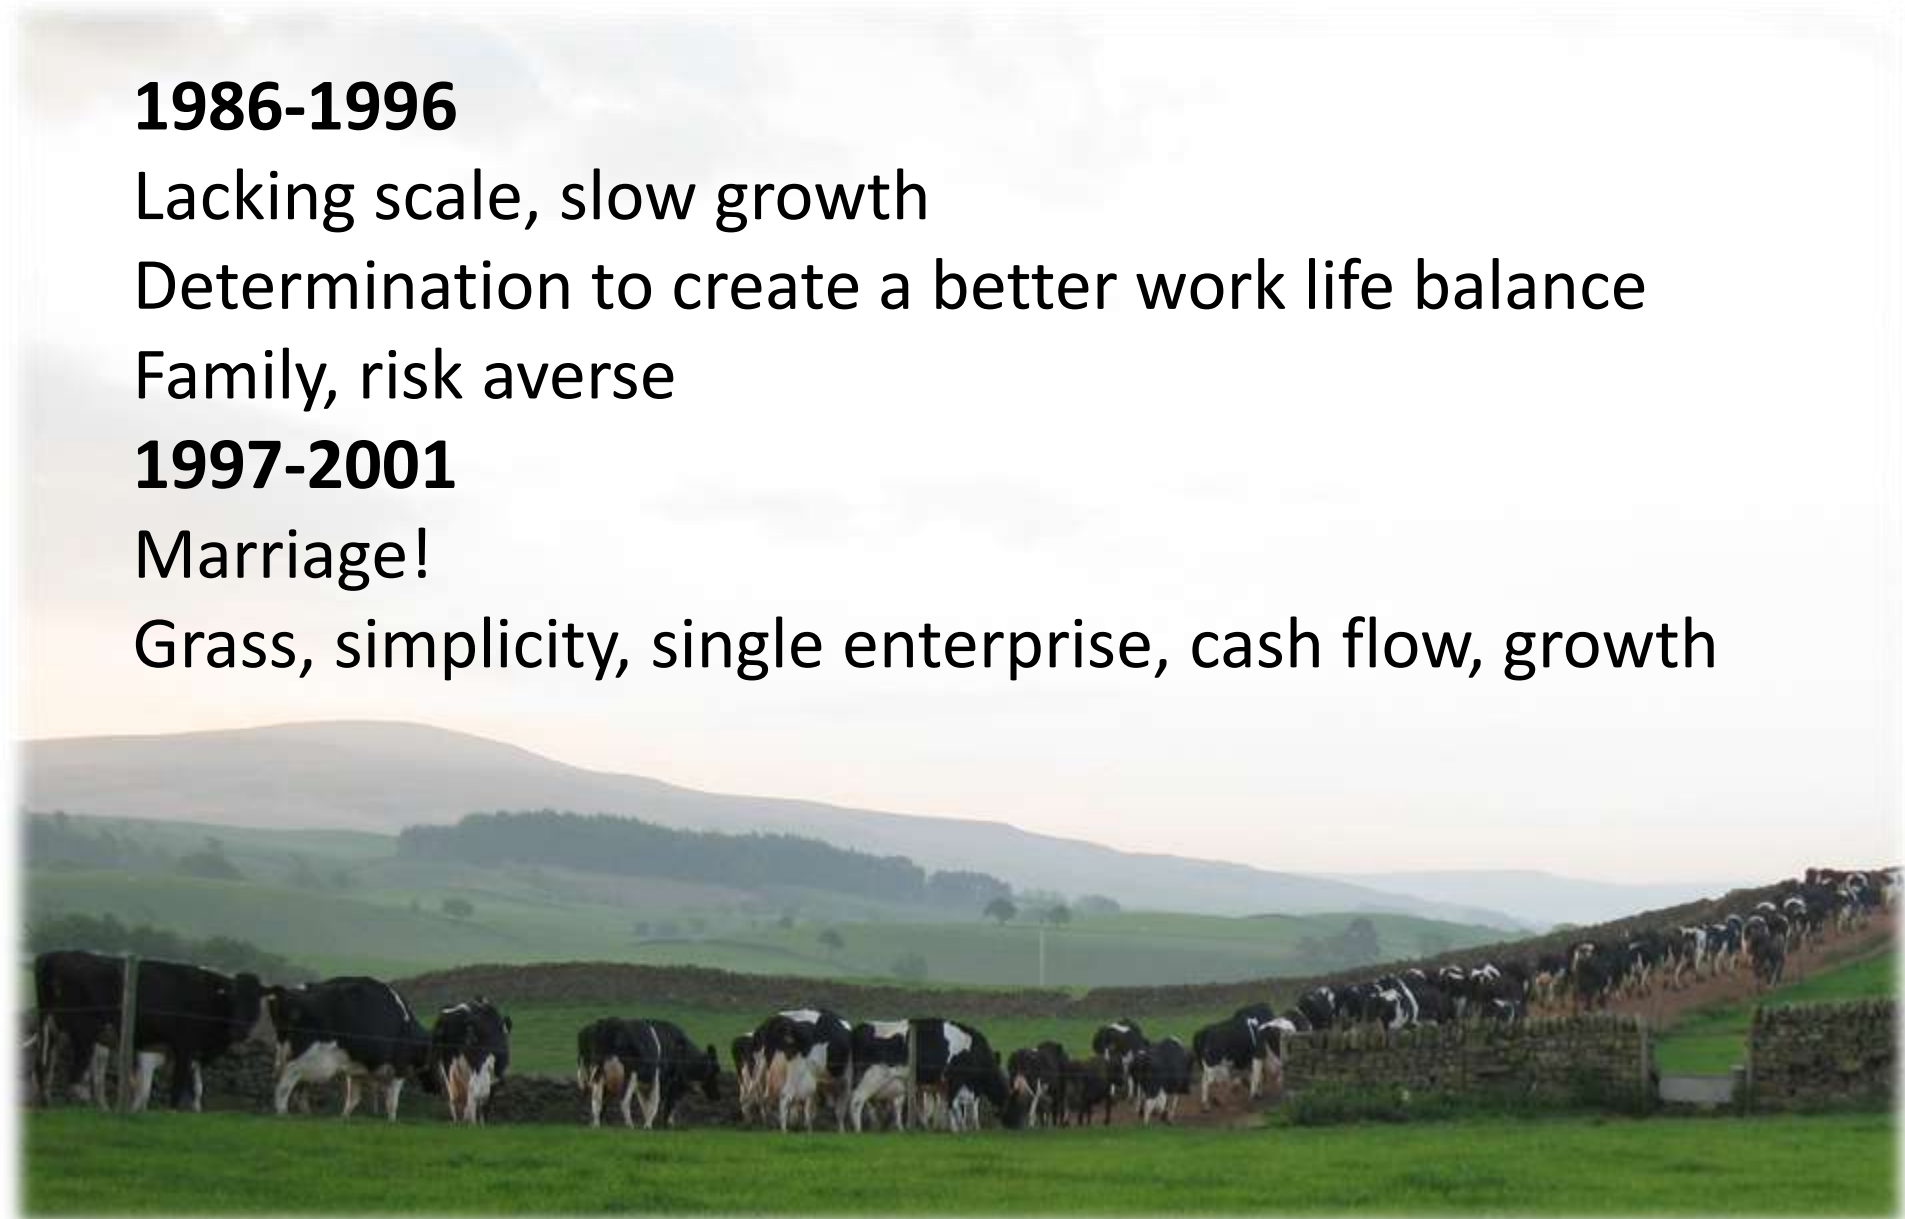 1986-1996
Lacking scale, slow growth
Determination to create a better work life balance
Family, risk averse
1997-2001
Marriage!
Grass, simplicity, single enterprise, cash flow, growth